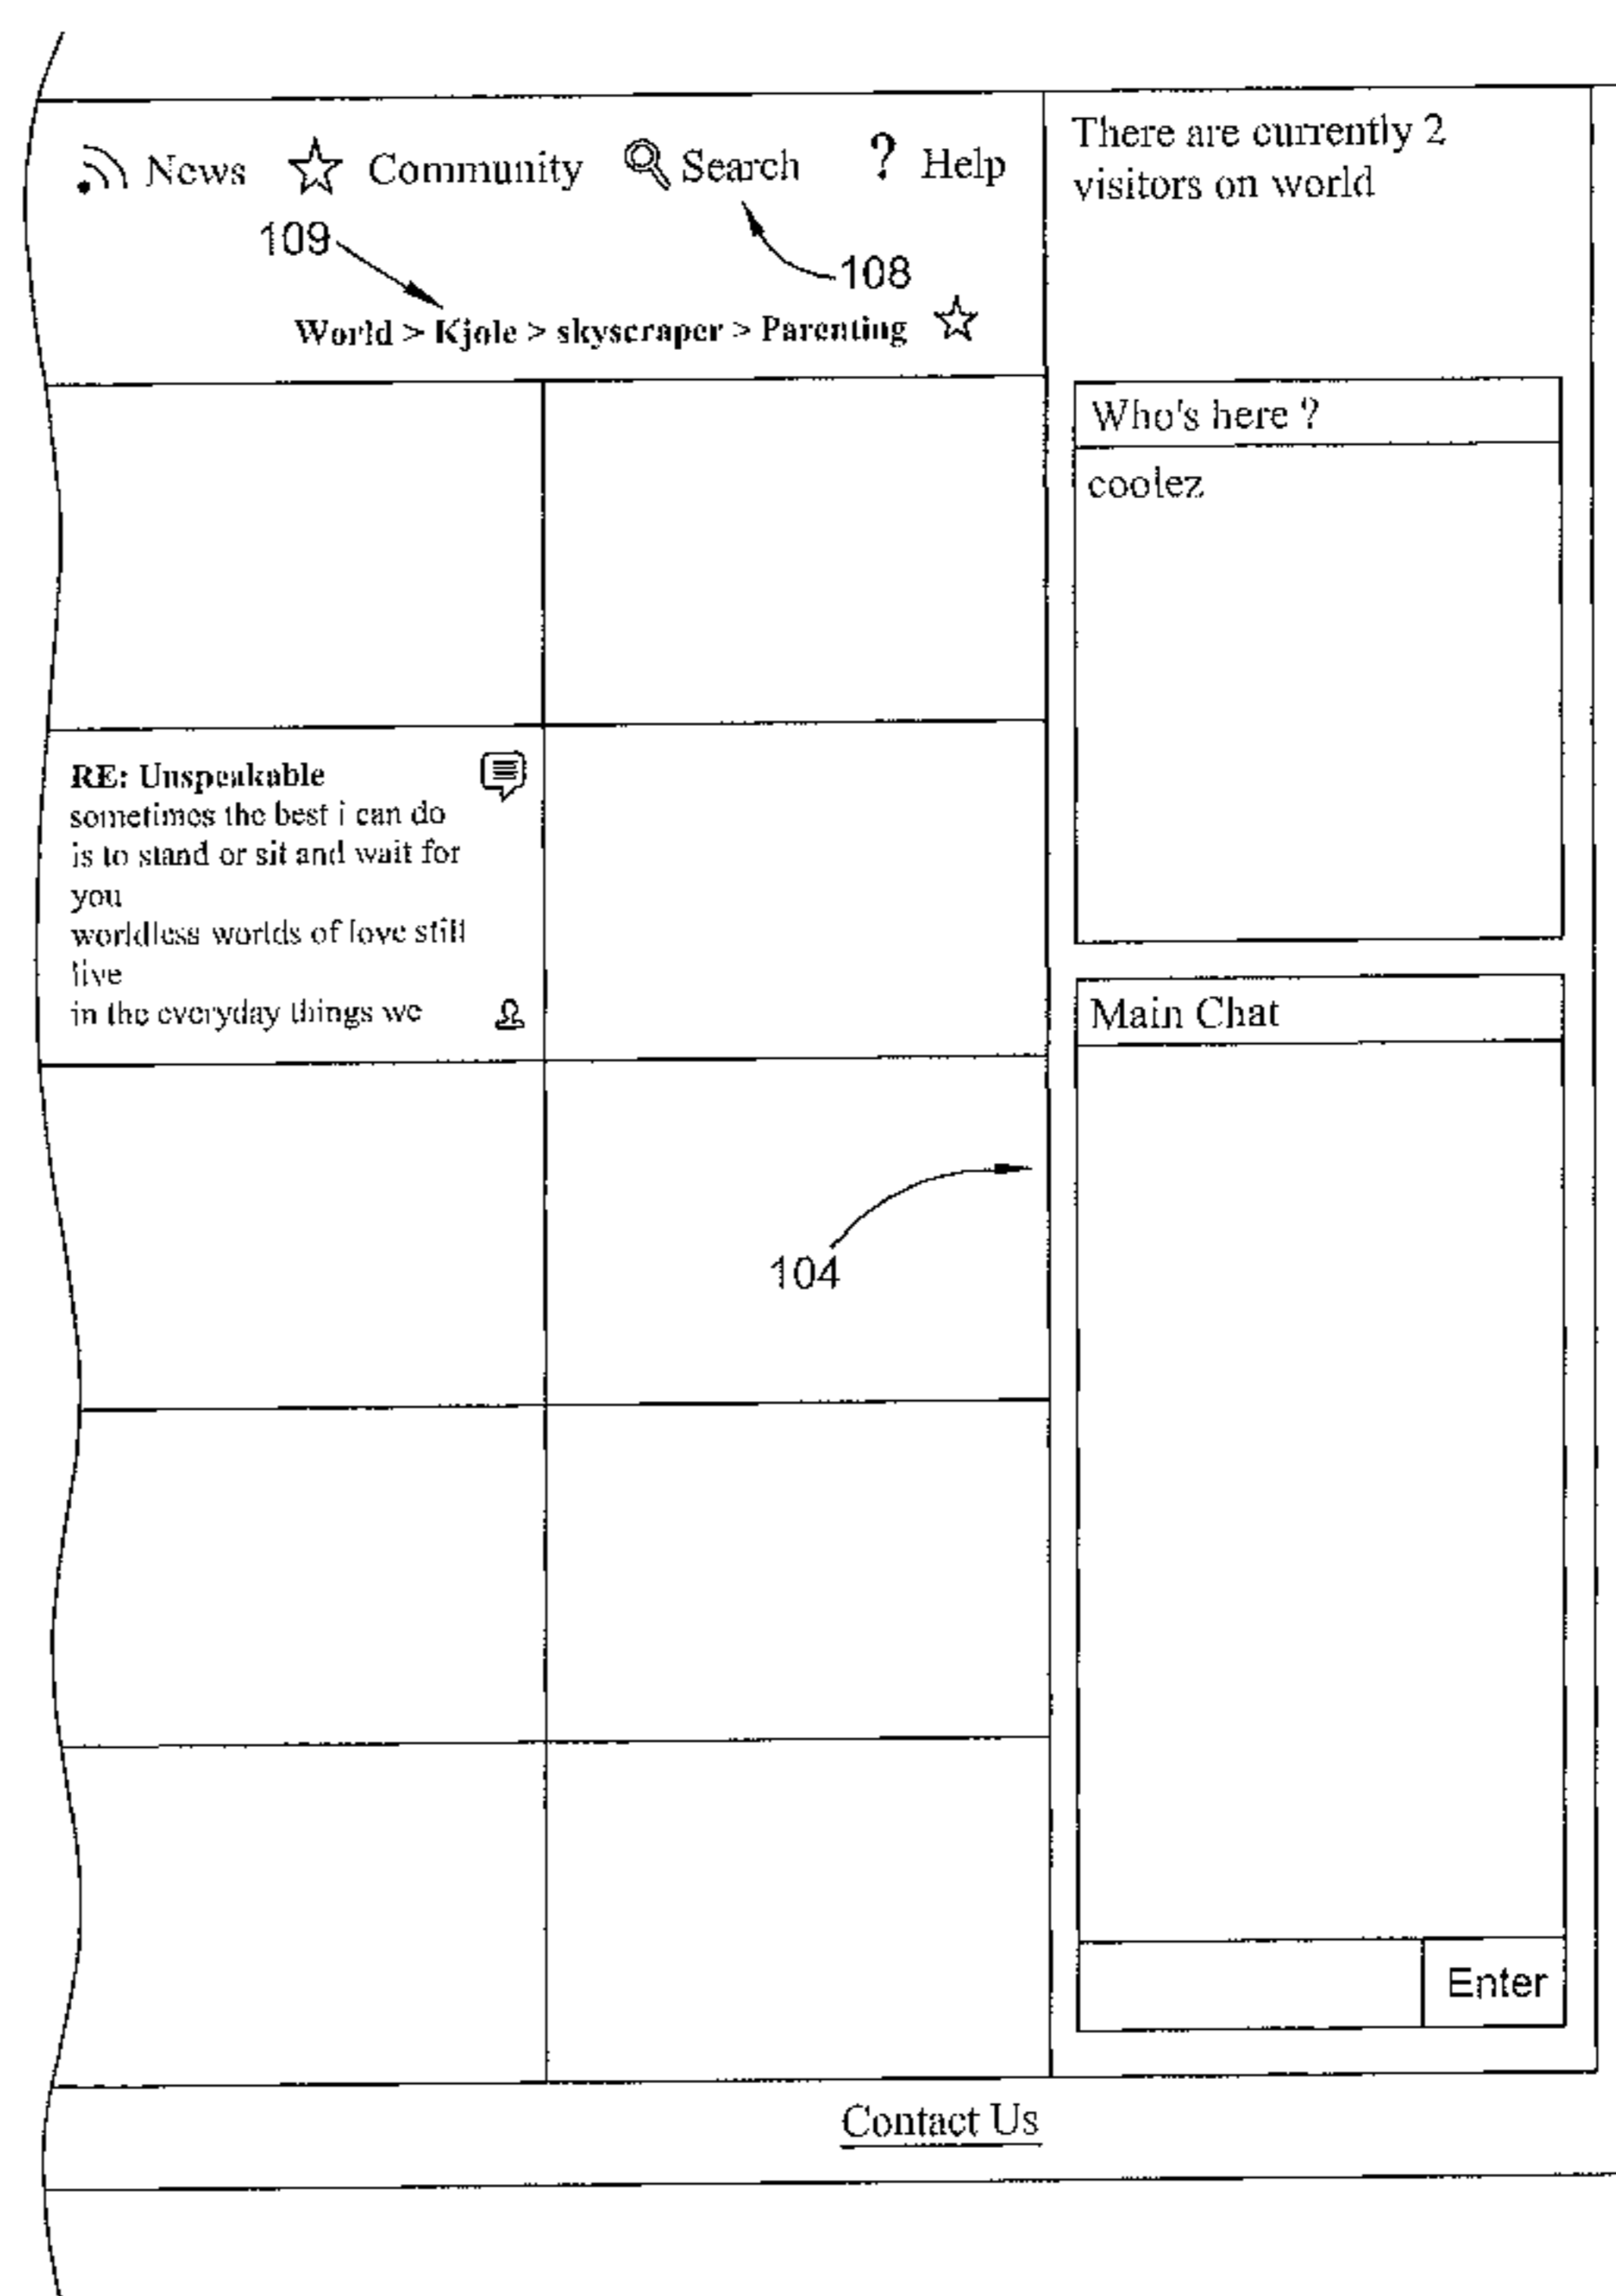 News Community Search ? Help
109
108
World > Kjole > skyscraper > Parenting
There are currently 2
visitors on world
Who's here ?
coolez
RE: Unspeakable
sometimes the best i can do
is to stand or sit and wait for
you
worldless worlds of love still
live
in the everyday things we
104
Main Chat
Enter
Contact Us